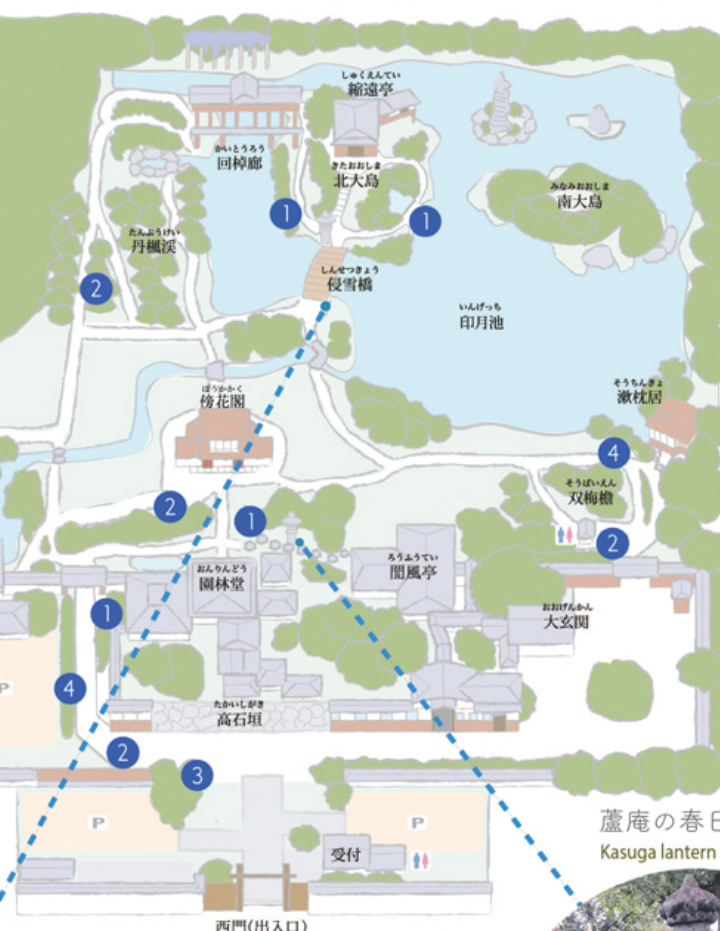 しゅくえんてい
縮遠亭
かいとうろう
回棹廊
きたおおしま
北大島
みなみおおしま
南大島
1
1
たんぷうけい
丹楓渓
2
しんせつきょう
侵雪橋
いんげっち
印月池
ぼうかかく
傍花閣
そうちんきょ
漱枕居
4
そうばいえん
双梅檐
2
1
2
おんりんどう
園林堂
ろうふうてい
閬風亭
おおげんかん
大玄関
1
4
たかいしがき
高石垣
2
3
P
P
P
受付
西門(出入口)
蘆庵の春日
Kasuga lantern